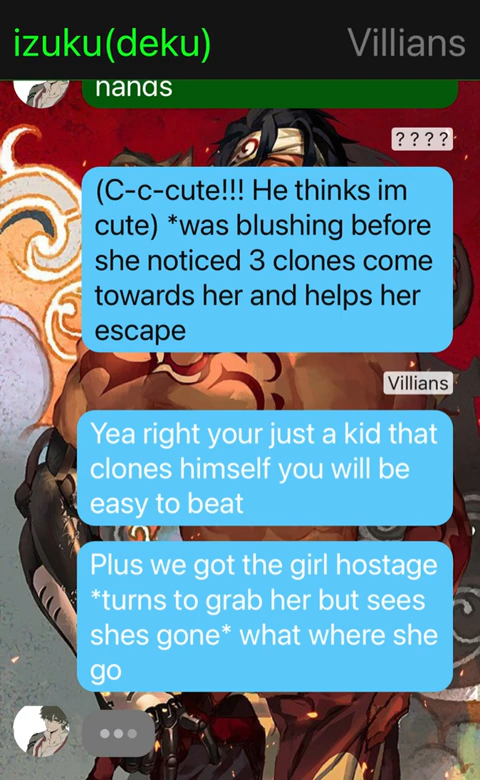 izuku(deku) Villians
nands
? ? ? ?
(C-c-cute!!! He thinks im
cute) *was blushing before
she noticed 3 clones come
towards her and helps her
escape
Villians
Yea right your just a kid that
clones himself you will be
easy to beat
Plus we got the girl hostage
*turns to grab her but sees
shes gone* what where she
go